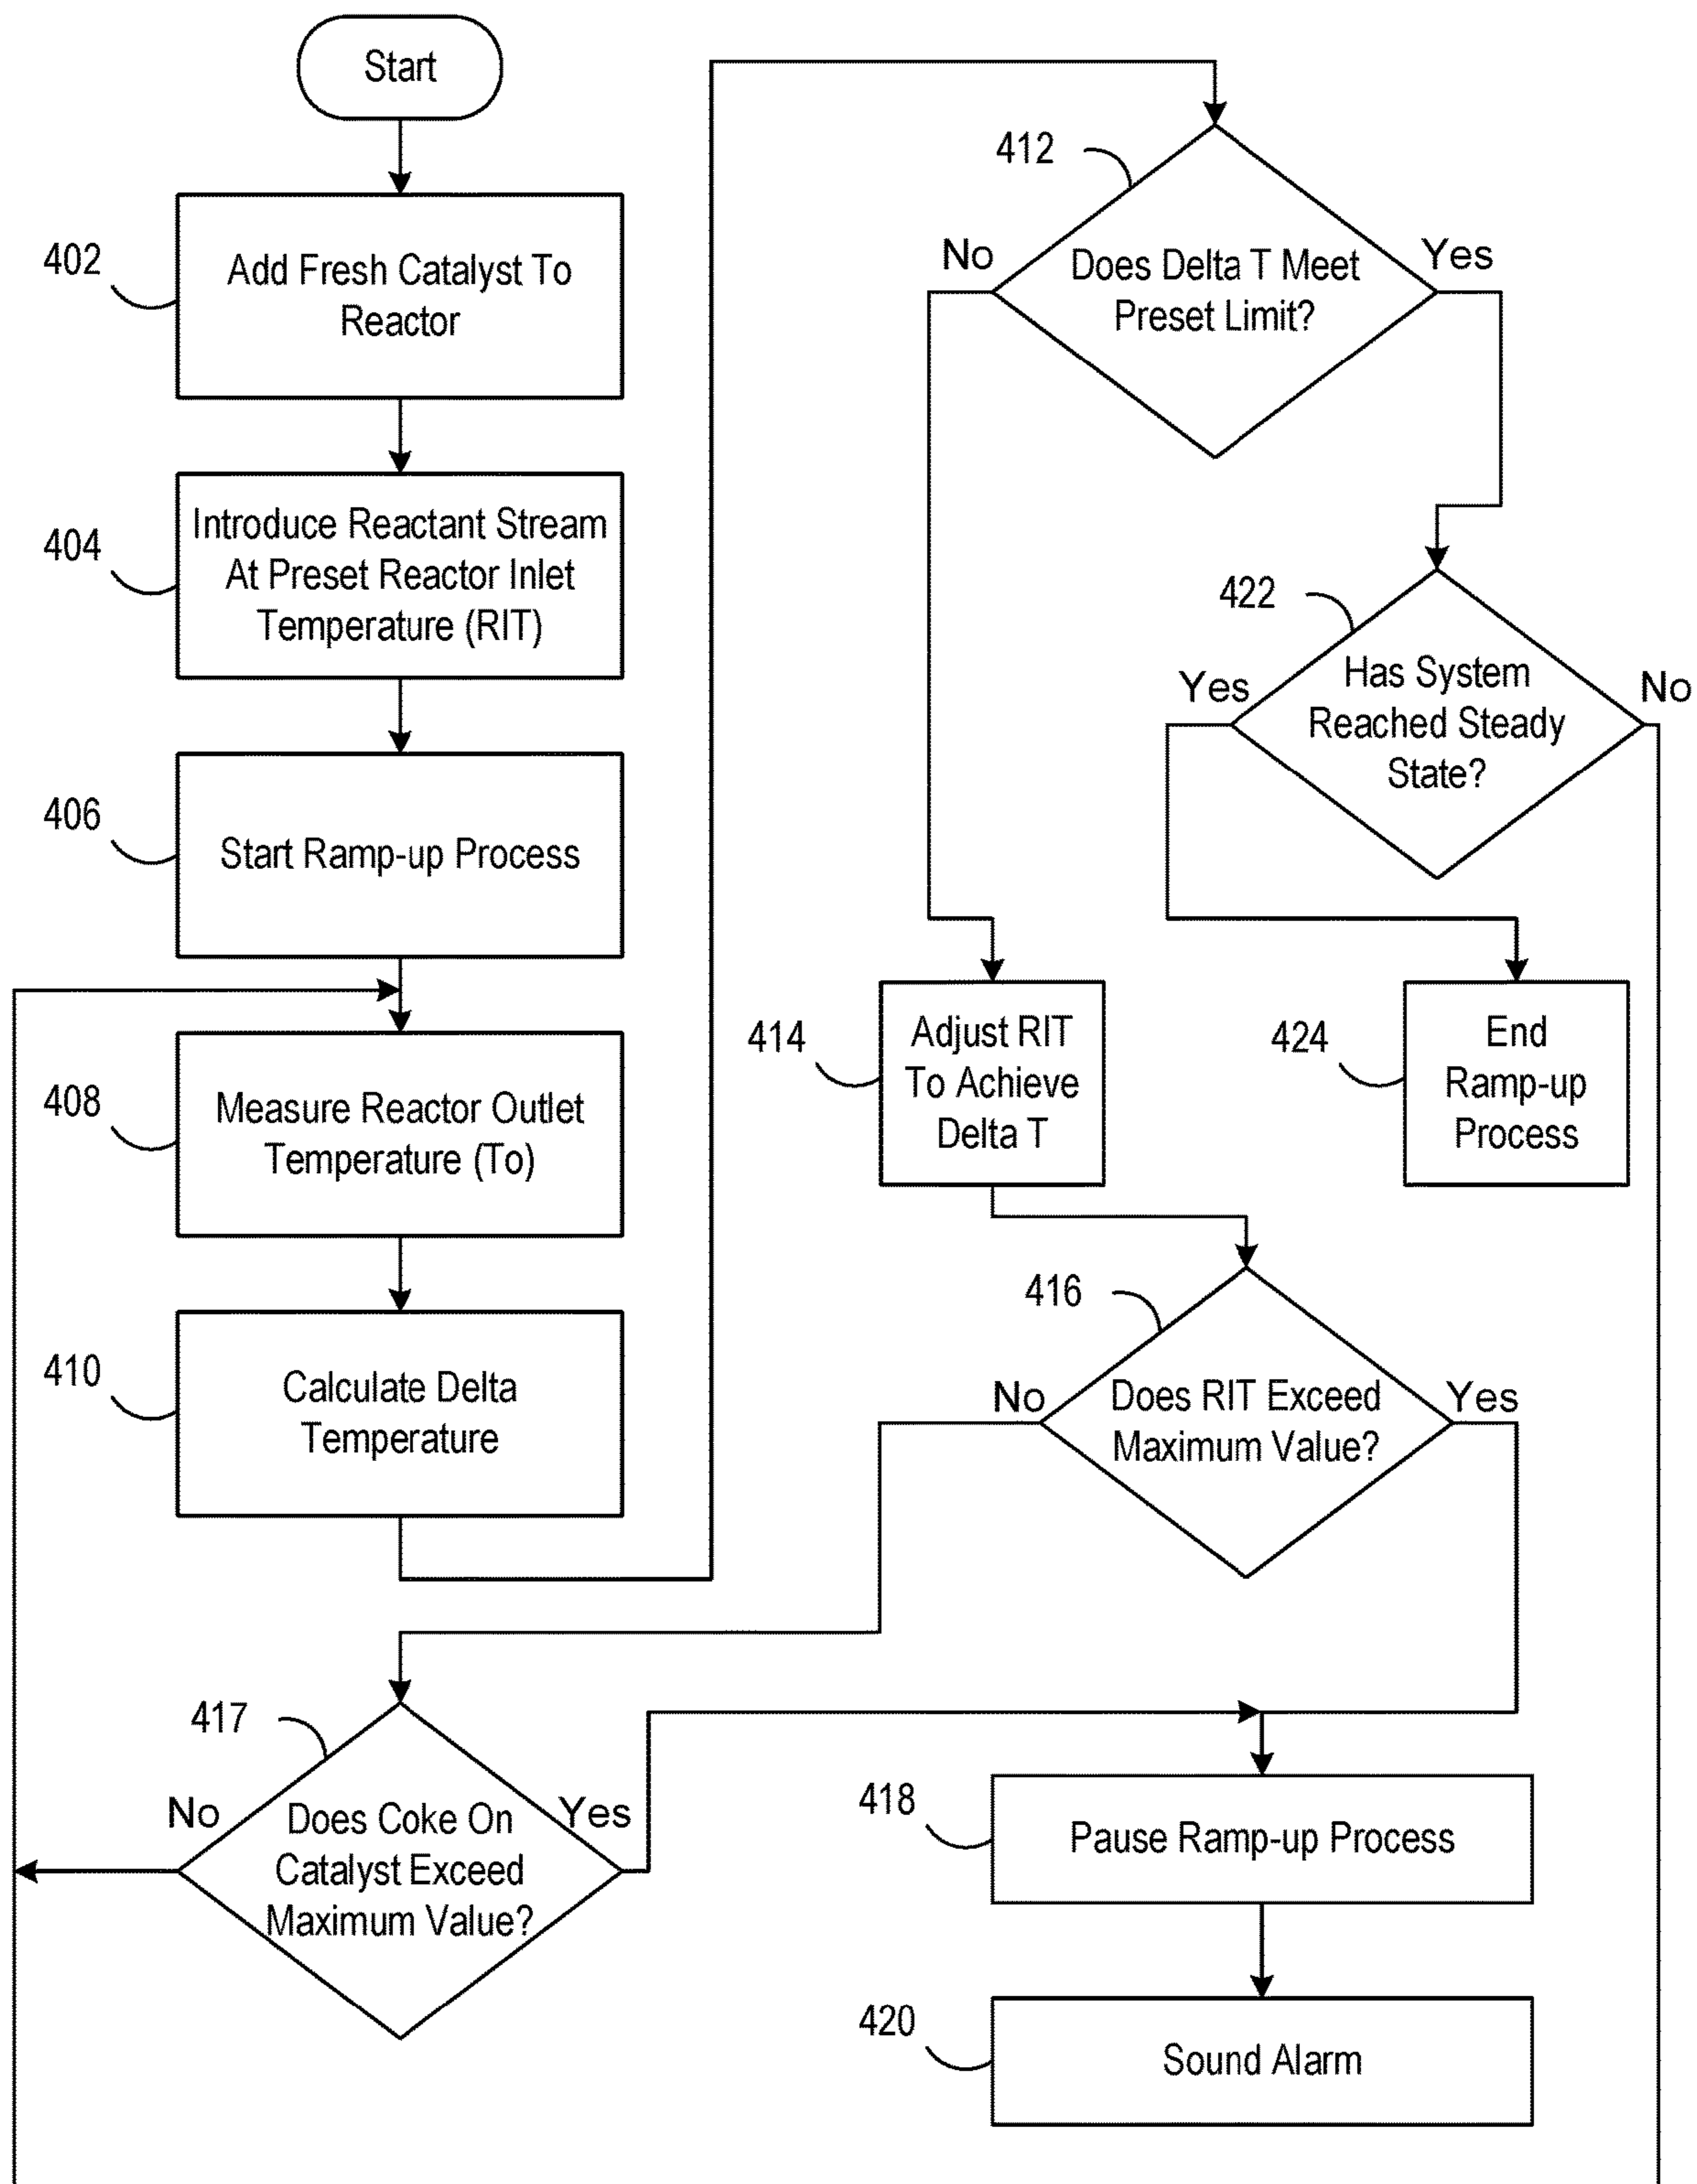 Start
402
Add Fresh Catalyst To
Reactor
404
Introduce Reactant Stream
At Preset Reactor Inlet
Temperature (RIT)
406
Start Ramp-up Process
408
Measure Reactor Outlet
Temperature (To)
410
Calculate Delta
Temperature
412
No
Does Delta T Meet
Preset Limit?
Yes
422
Yes
Has System
Reached Steady
State?
No
414
Adjust RIT
To Achieve
Delta T
424
End
Ramp-up
Process
416
No
Does RIT Exceed
Maximum Value?
Yes
417
No
Does Coke On
Catalyst Exceed
Maximum Value?
Yes
418
Pause Ramp-up Process
420
Sound Alarm